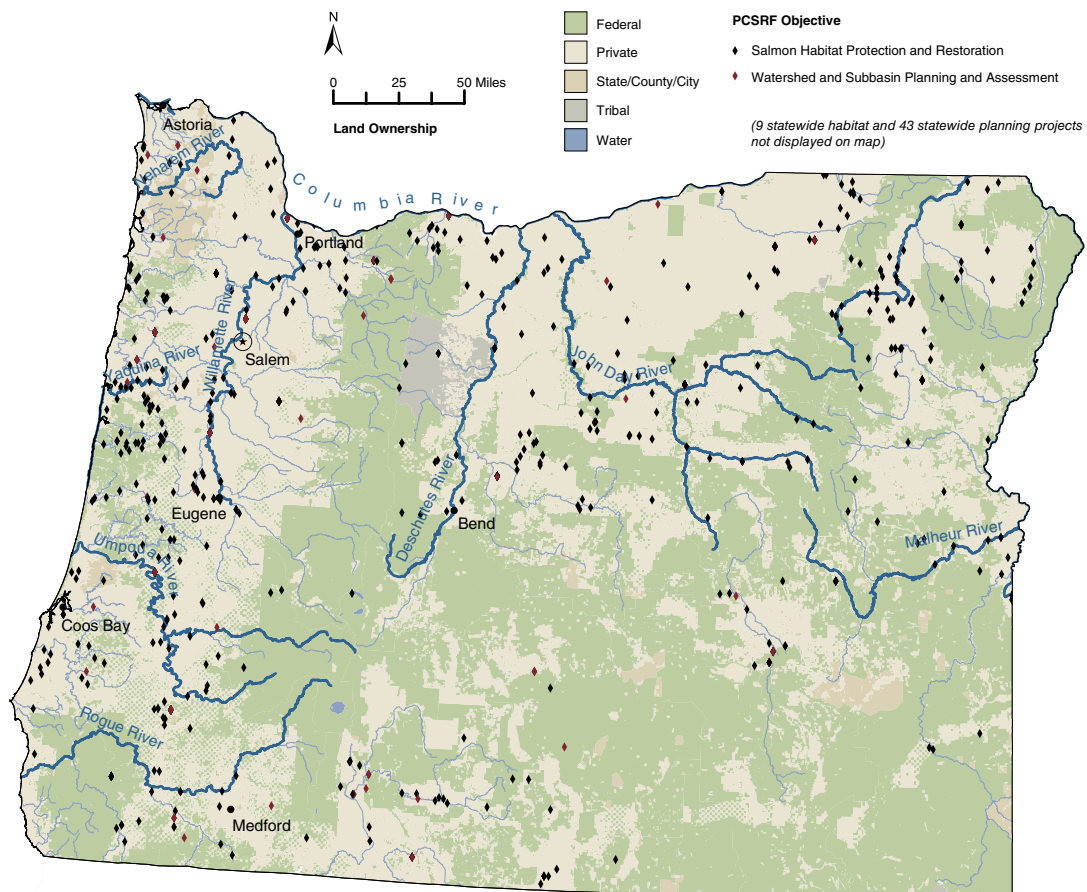 N
0 25 50 Miles
Land Ownership
Federal
Private
State/County/City
Tribal
Water
PCSRF Objective
Salmon Habitat Protection and Restoration
Watershed and Subbasin Planning and Assessment
(9 statewide habitat and 43 statewide planning projects
not displayed on map)
Astoria
Nehalem River
Columbia River
Portland
Willamette River
Salem
Yaquina River
John Day River
Deschutes River
Eugene
Bend
Umpqua River
Malheur River
Coos Bay
Rogue River
Medford